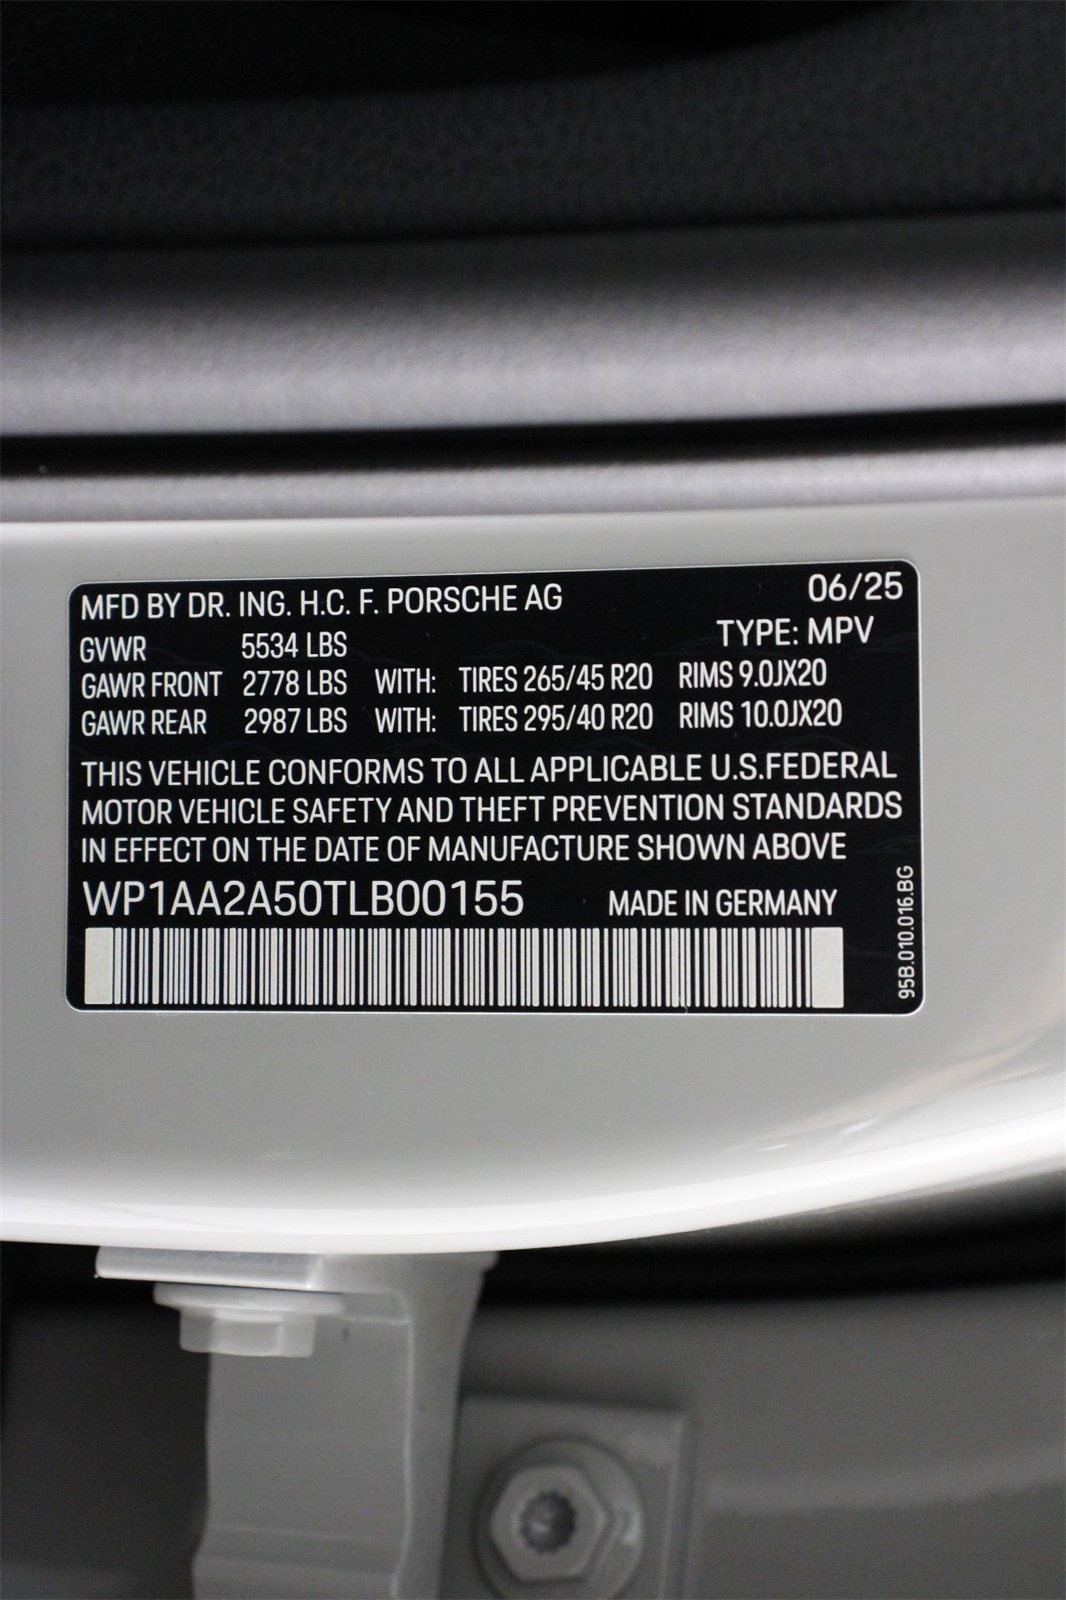 MFD BY DR. ING. H.C. F. PORSCHE AG 06/25
GVWR 5534 LBS TYPE: MPV
GAWR FRONT 2778 LBS WITH: TIRES 265/45 R20 RIMS 9.0JX20
GAWR REAR 2987 LBS WITH: TIRES 295/40 R20 RIMS 10.0JX20
THIS VEHICLE CONFORMS TO ALL APPLICABLE U.S.FEDERAL
MOTOR VEHICLE SAFETY AND THEFT PREVENTION STANDARDS
IN EFFECT ON THE DATE OF MANUFACTURE SHOWN ABOVE
WP1AA2A50TLB00155 MADE IN GERMANY
95B.010.016.BG